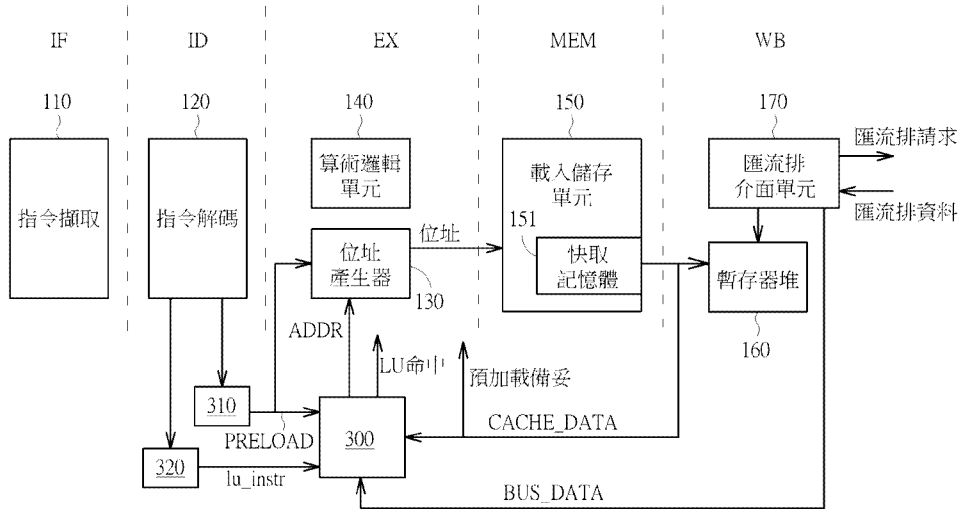 IF
ID
EX
MEM
WB
110
120
140
150
170
指令擷取
指令解碼
算術邏輯
單元
載入儲存
單元
匯流排
介面單元
匯流排請求
匯流排資料
位址
產生器
130
位址
151
快取
記憶體
暫存器堆
160
ADDR
LU命中
預加載備妥
310
PRELOAD
300
CACHE_DATA
320
lu_instr
BUS_DATA